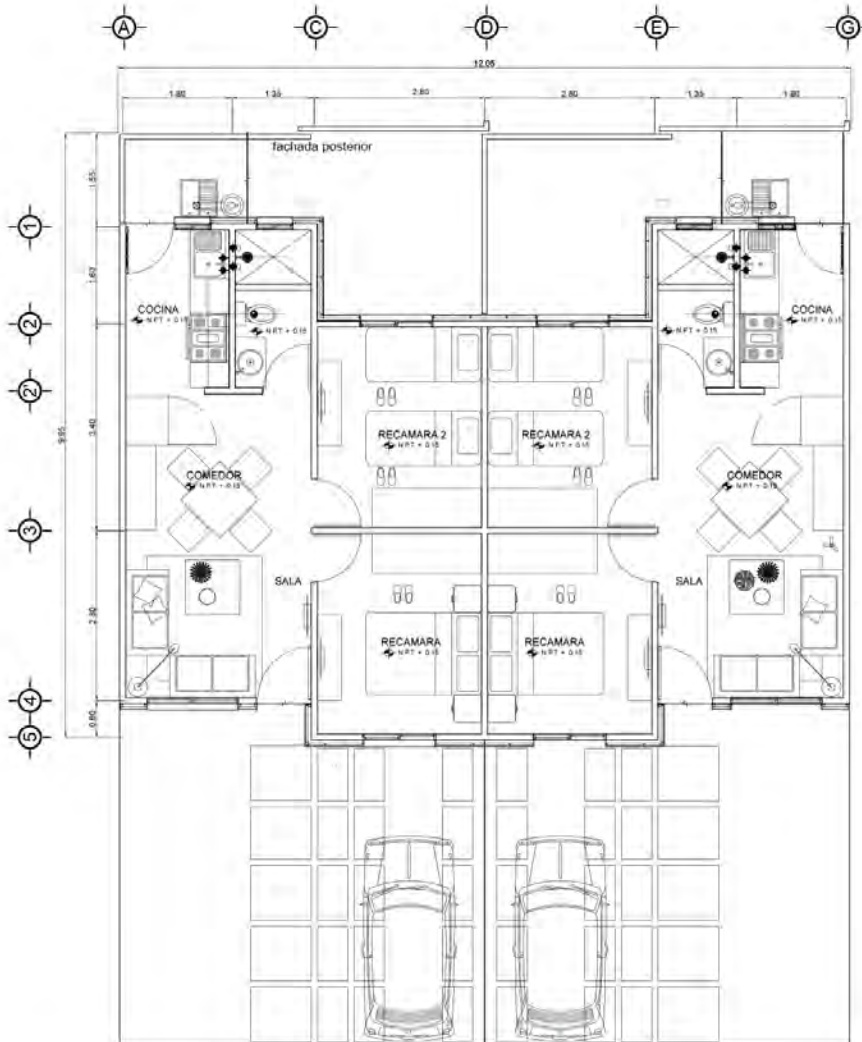 A C D E G
12.05
1.80 1.35 2.80 2.80 1.35 1.80
fachada posterior
1.55
1
1.60
COCINA
N.P.T + 0.15
N.P.T + 0.15
N.P.T + 0.15
COCINA
N.P.T + 0.15
2
2'
9.95
3.40
RECAMARA 2
N.P.T + 0.15
RECAMARA 2
N.P.T + 0.15
COMEDOR
N.P.T + 0.15
COMEDOR
N.P.T + 0.15
3
SALA
SALA
2.80
RECAMARA
N.P.T + 0.15
RECAMARA
N.P.T + 0.15
4
0.60
5